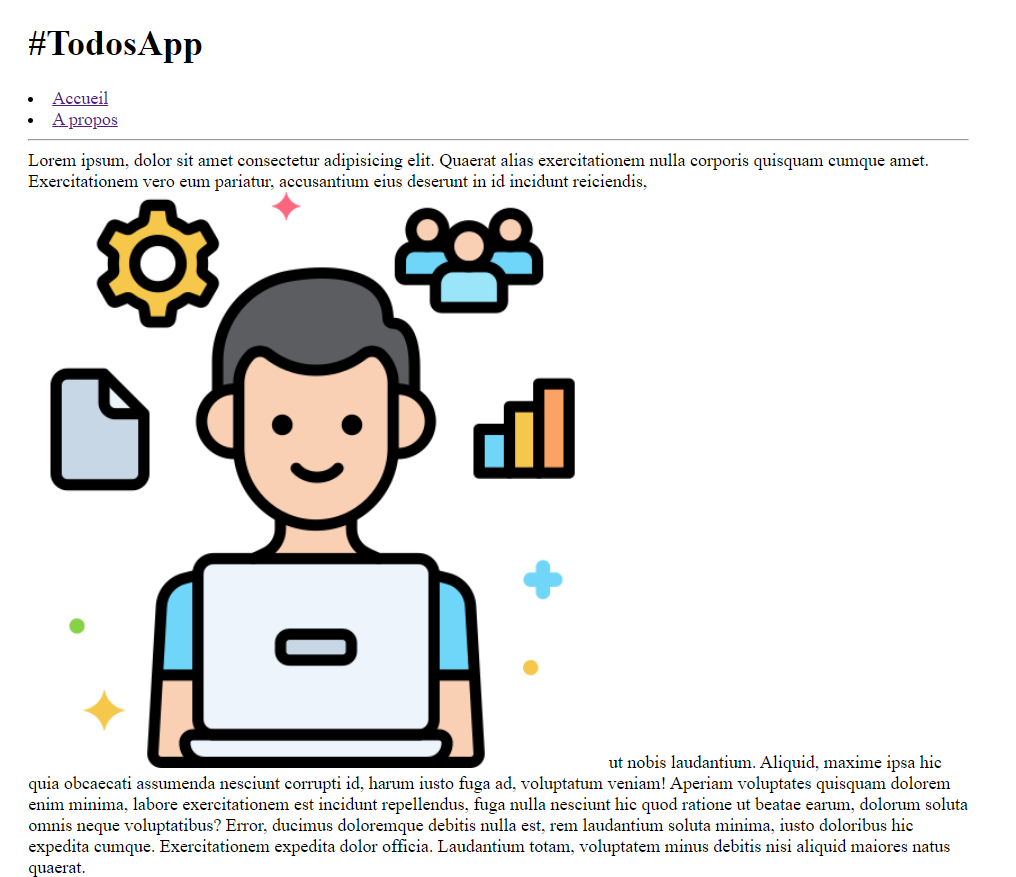 #TodosApp
Accueil
A propos
Lorem ipsum, dolor sit amet consectetur adipisicing elit. Quaerat alias exercitationem nulla corporis quisquam cumque amet.
Exercitationem vero eum pariatur, accusantium eius deserunt in id incidunt reiciendis,
ut nobis laudantium. Aliquid, maxime ipsa hic
quia obcaecati assumenda nesciunt corrupti id, harum iusto fuga ad, voluptatum veniam! Aperiam voluptates quisquam dolorem
enim minima, labore exercitationem est incidunt repellendus, fuga nulla nesciunt hic quod ratione ut beatae earum, dolorum soluta
omnis neque voluptatibus? Error, ducimus doloremque debitis nulla est, rem laudantium soluta minima, iusto doloribus hic
expedita cumque. Exercitationem expedita dolor officia. Laudantium totam, voluptatem minus debitis nisi aliquid maiores natus
quaerat.